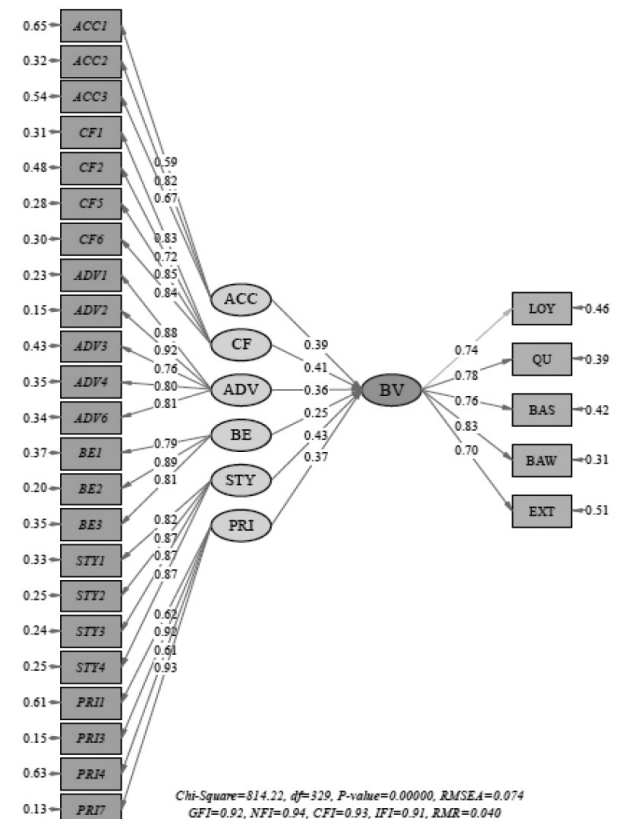 0.65 ACC1
0.32 ACC2
0.54 ACC3
0.31 CF1
0.48 CF2
0.28 CF5
0.30 CF6
0.23 ADV1
0.15 ADV2
0.43 ADV3
0.35 ADV4
0.34 ADV6
0.37 BE1
0.20 BE2
0.35 BE3
0.33 STY1
0.25 STY2
0.24 STY3
0.25 STY4
0.61 PRI1
0.15 PRI3
0.63 PRI4
0.13 PRI7
0.59
0.82
0.67
0.83
0.72
0.85
0.84
0.88
0.92
0.76
0.80
0.81
0.79
0.89
0.81
0.82
0.87
0.87
0.87
0.62
0.92
0.61
0.93
ACC
CF
ADV
BE
STY
PRI
0.39
0.41
0.36
0.25
0.43
0.37
BV
0.74
0.78
0.76
0.83
0.70
LOY 0.46
QU 0.39
BAS 0.42
BAW 0.31
EXT 0.51
Chi-Square=814.22, df=329, P-value=0.00000, RMSEA=0.074
GFI=0.92, NFI=0.94, CFI=0.93, IFI=0.91, RMR=0.040